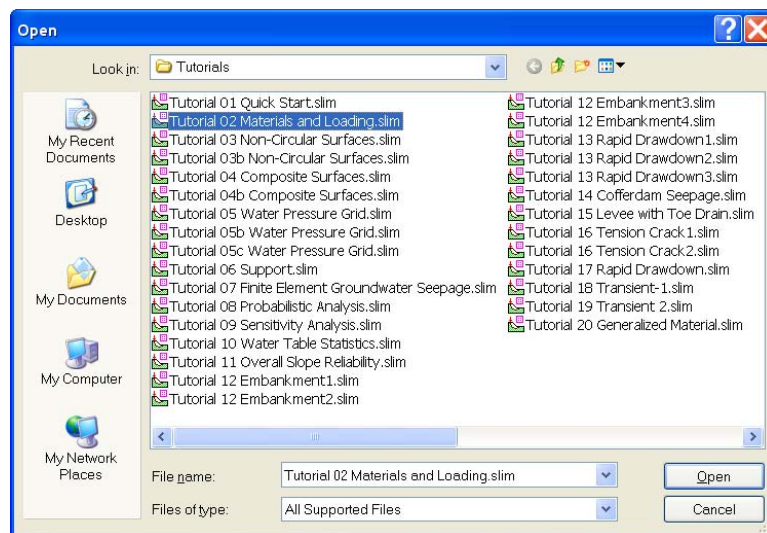 Open
Look in:
Tutorials
My Recent
Documents
Desktop
My Documents
My Computer
My Network
Places
Tutorial 01 Quick Start.slim
Tutorial 02 Materials and Loading.slim
Tutorial 03 Non-Circular Surfaces.slim
Tutorial 03b Non-Circular Surfaces.slim
Tutorial 04 Composite Surfaces.slim
Tutorial 04b Composite Surfaces.slim
Tutorial 05 Water Pressure Grid.slim
Tutorial 05b Water Pressure Grid.slim
Tutorial 05c Water Pressure Grid.slim
Tutorial 06 Support.slim
Tutorial 07 Finite Element Groundwater Seepage.slim
Tutorial 08 Probabilistic Analysis.slim
Tutorial 09 Sensitivity Analysis.slim
Tutorial 10 Water Table Statistics.slim
Tutorial 11 Overall Slope Reliability.slim
Tutorial 12 Embankment1.slim
Tutorial 12 Embankment2.slim
Tutorial 12 Embankment3.slim
Tutorial 12 Embankment4.slim
Tutorial 13 Rapid Drawdown1.slim
Tutorial 13 Rapid Drawdown2.slim
Tutorial 13 Rapid Drawdown3.slim
Tutorial 14 Cofferdam Seepage.slim
Tutorial 15 Levee with Toe Drain.slim
Tutorial 16 Tension Crack1.slim
Tutorial 16 Tension Crack2.slim
Tutorial 17 Rapid Drawdown.slim
Tutorial 18 Transient-1.slim
Tutorial 19 Transient 2.slim
Tutorial 20 Generalized Material.slim
File name:
Tutorial 02 Materials and Loading.slim
Open
Files of type:
All Supported Files
Cancel